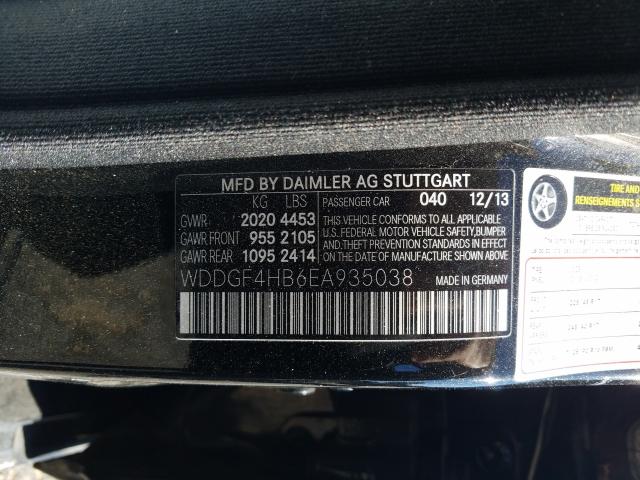 MFD BY DAIMLER AG STUTTGART
KG LBS PASSENGER CAR 040 12/13
GVWR 2020 4453 THIS VEHICLE CONFORMS TO ALL APPLICABLE
GAWR FRONT 955 2105 U.S. FEDERAL MOTOR VEHICLE SAFETY, BUMPER
GAWR REAR 1095 2414 AND THEFT PREVENTION STANDARDS IN EFFECT
ON THE DATE OF MANUFACTURE SHOWN ABOVE.
WDDGF4HB6EA935038 MADE IN GERMANY
TIRE AND
RENSEIGNEMENTS S